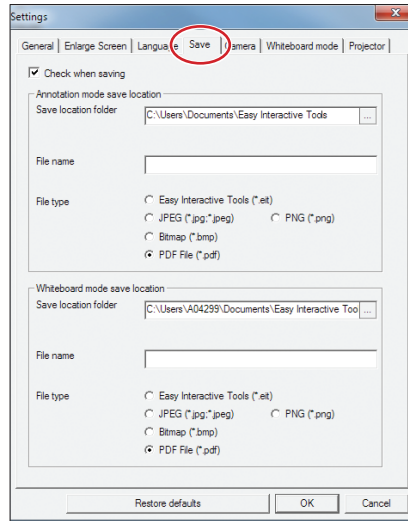 Settings
General | Enlarge Screen | Language | Save | Camera | Whiteboard mode | Projector
Check when saving
Annotation mode save location
Save location folder C:\Users\Documents\Easy Interactive Tools ...
File name
File type Easy Interactive Tools (*.eit)
JPEG (*.jpg;*.jpeg) PNG (*.png)
Bitmap (*.bmp)
PDF File (*.pdf)
Whiteboard mode save location
Save location folder C:\Users\A04299\Documents\Easy Interactive Too ...
File name
File type Easy Interactive Tools (*.eit)
JPEG (*.jpg;*.jpeg) PNG (*.png)
Bitmap (*.bmp)
PDF File (*.pdf)
Restore defaults OK Cancel